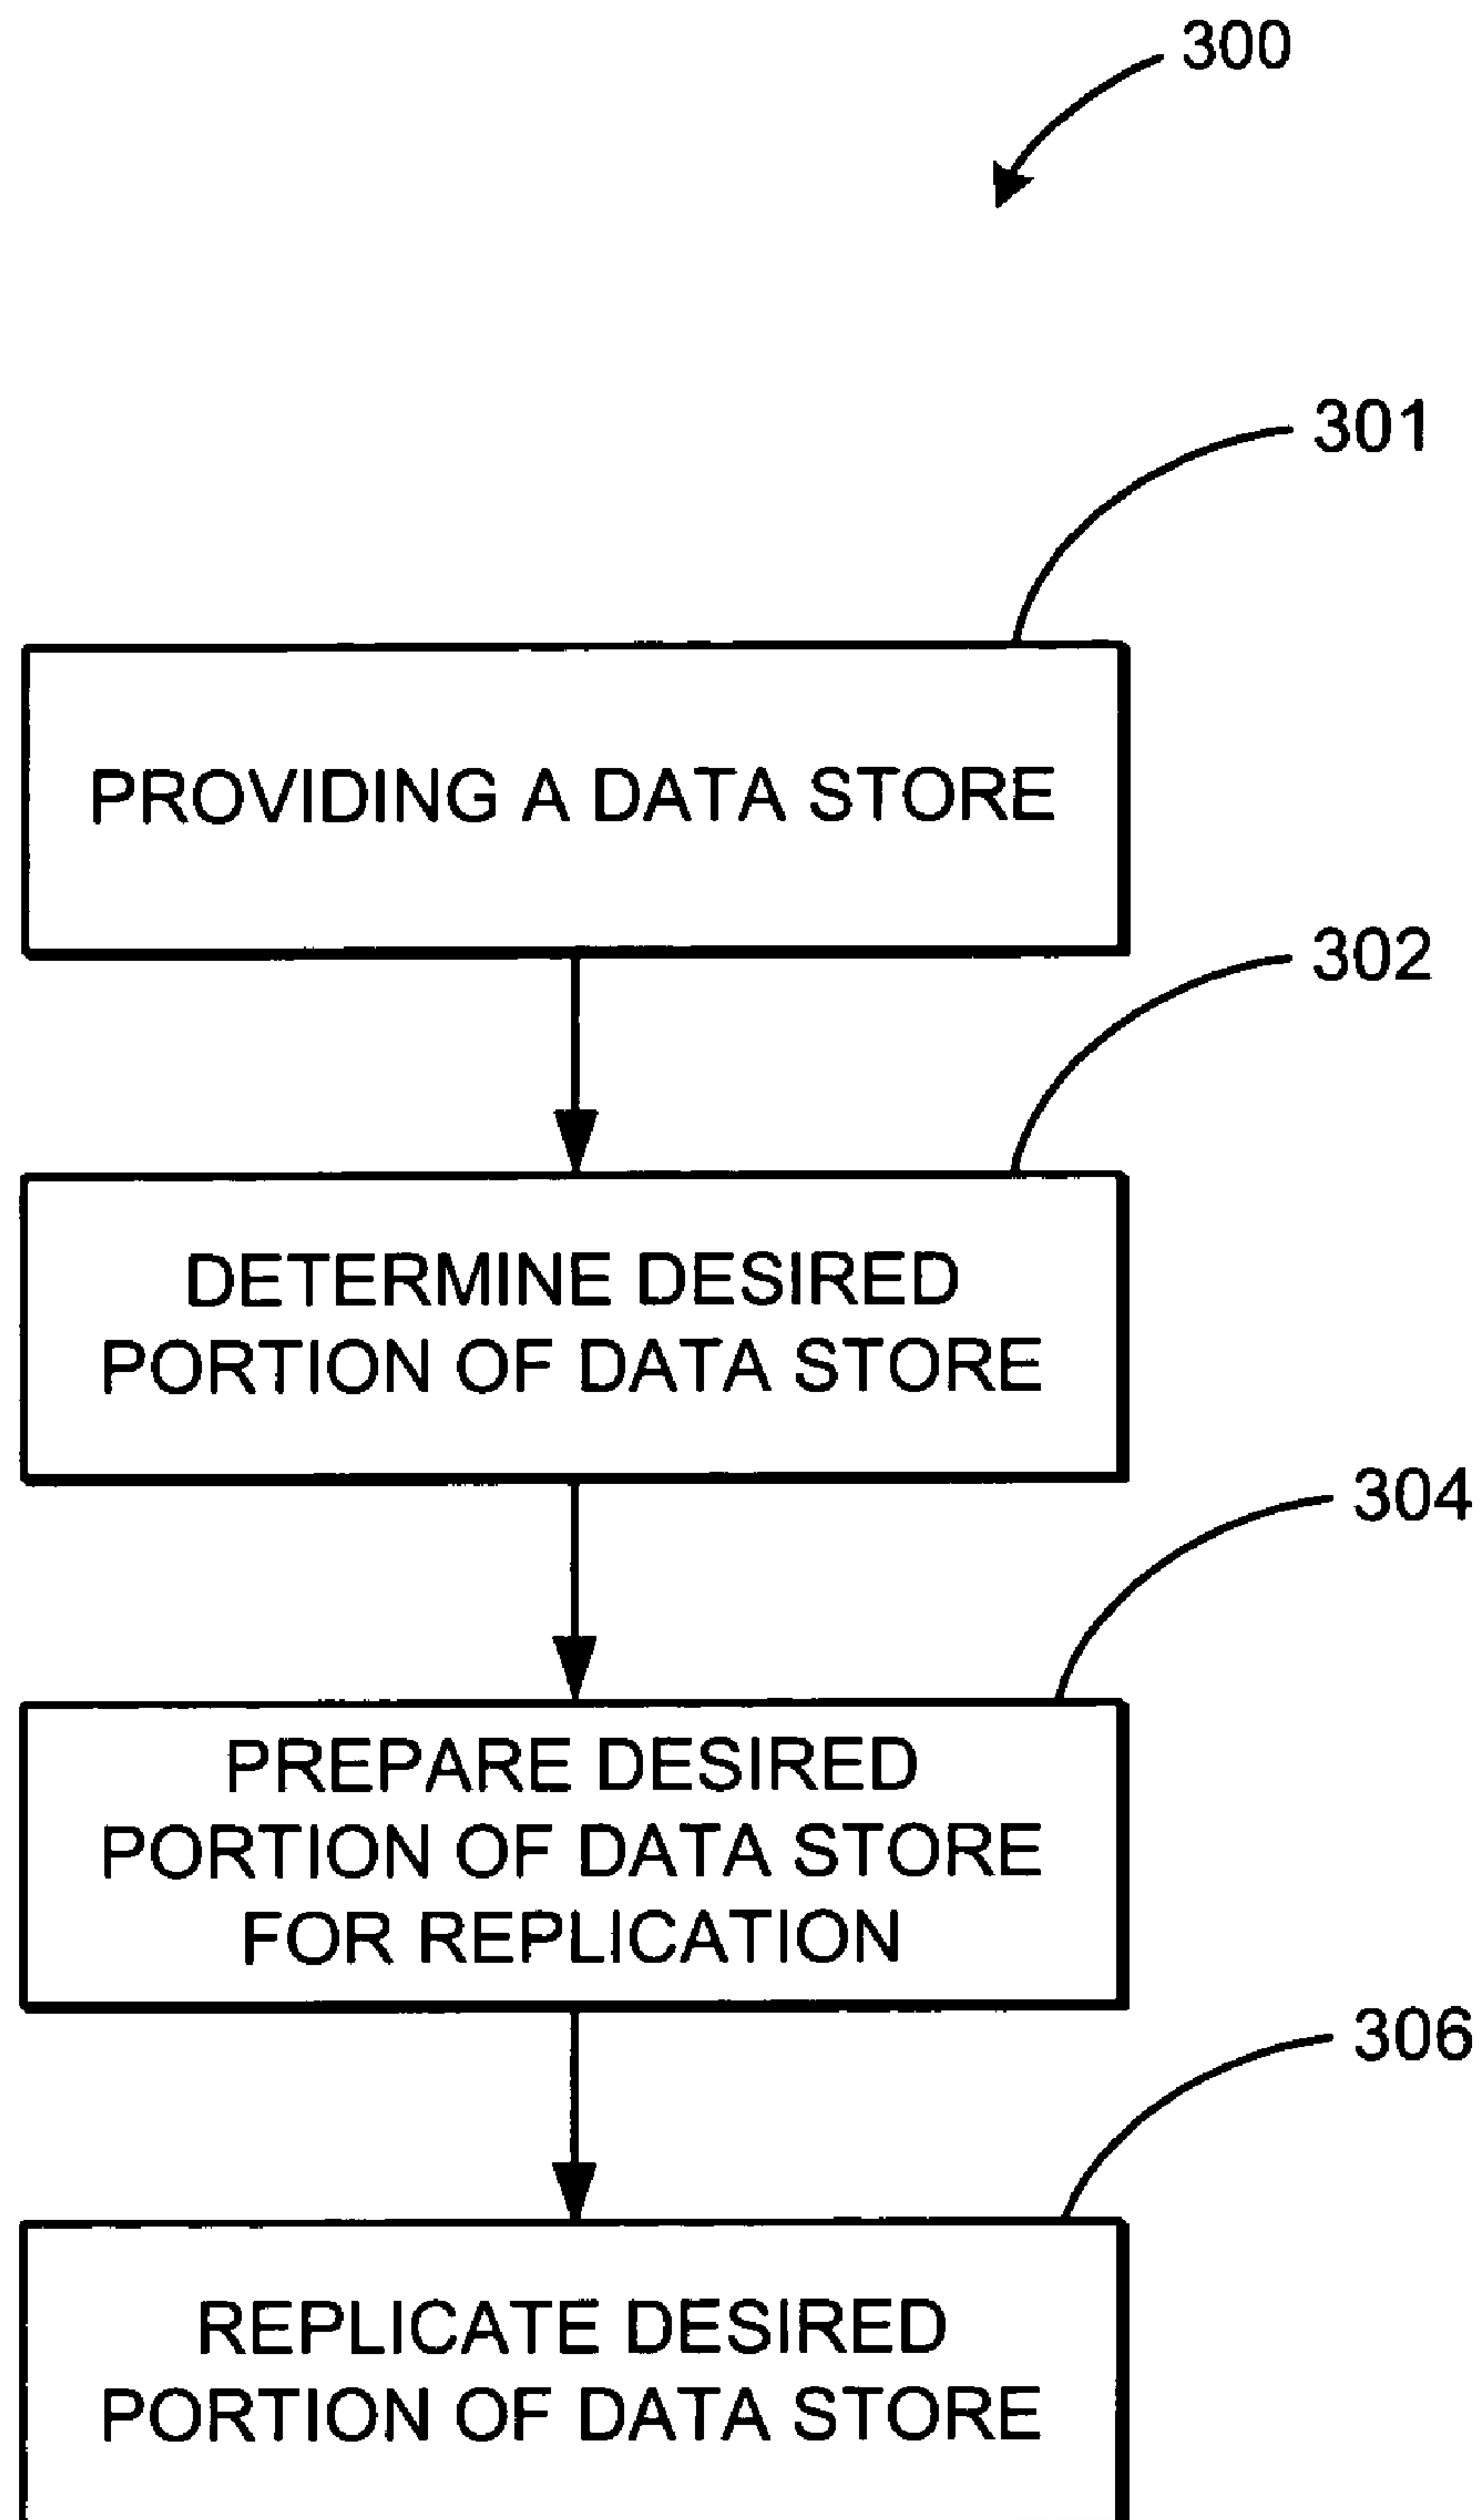 300
301
PROVIDING A DATA STORE
302
DETERMINE DESIRED
PORTION OF DATA STORE
304
PREPARE DESIRED
PORTION OF DATA STORE
FOR REPLICATION
306
REPLICATE DESIRED
PORTION OF DATA STORE